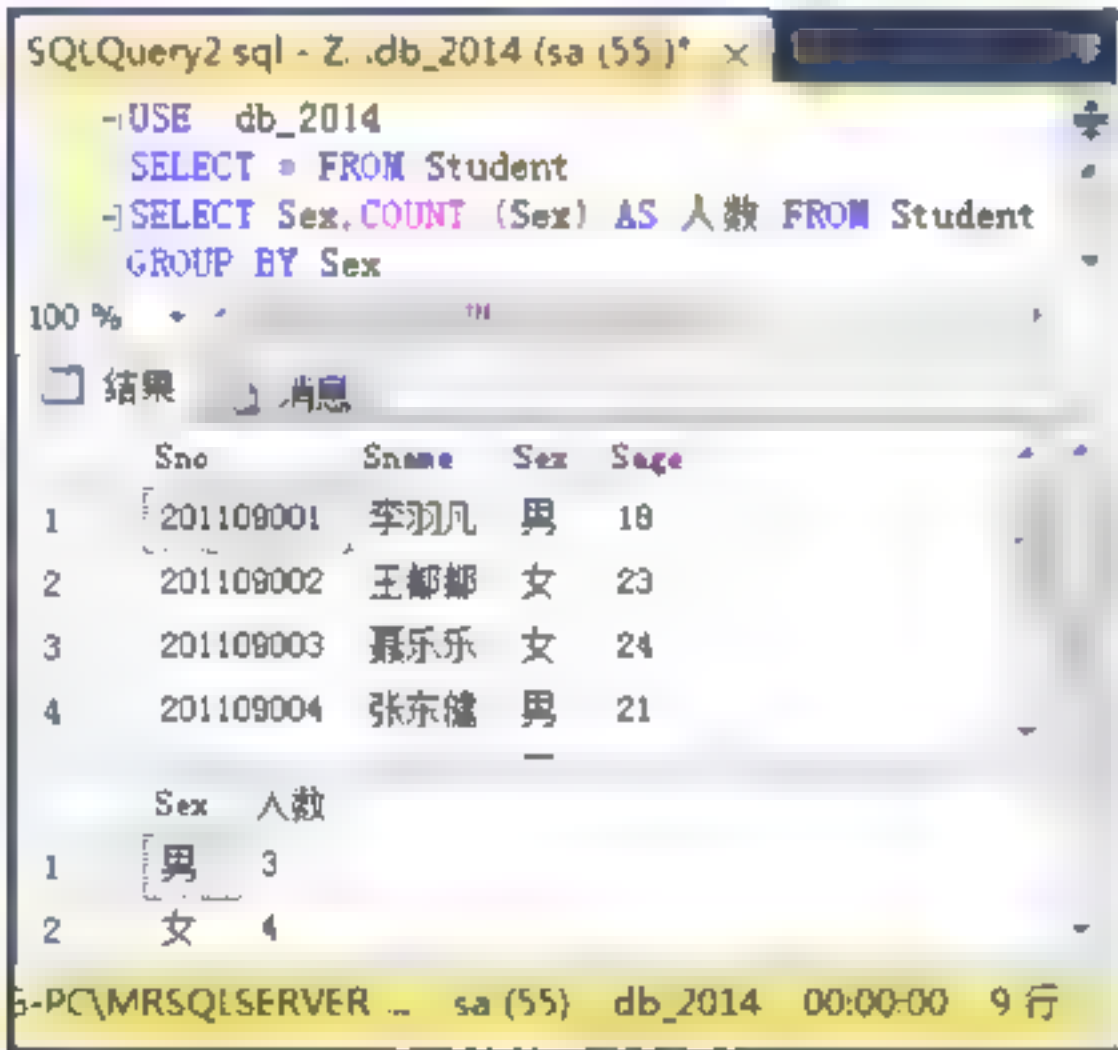 SQLQuery2.sql - Z...db_2014 (sa (55))* ×
USE db_2014
SELECT * FROM Student
SELECT Sex,COUNT (Sex) AS 人数 FROM Student
GROUP BY Sex
100 %
结果 消息
Sno Sname Sex Sage
1 201109001 李羽凡 男 18
2 201109002 王都都 女 23
3 201109003 聂乐乐 女 24
4 201109004 张东健 男 21
Sex 人数
1 男 3
2 女 4
-PC\MRSQLSERVER ... sa (55) db_2014 00:00:00 9 行